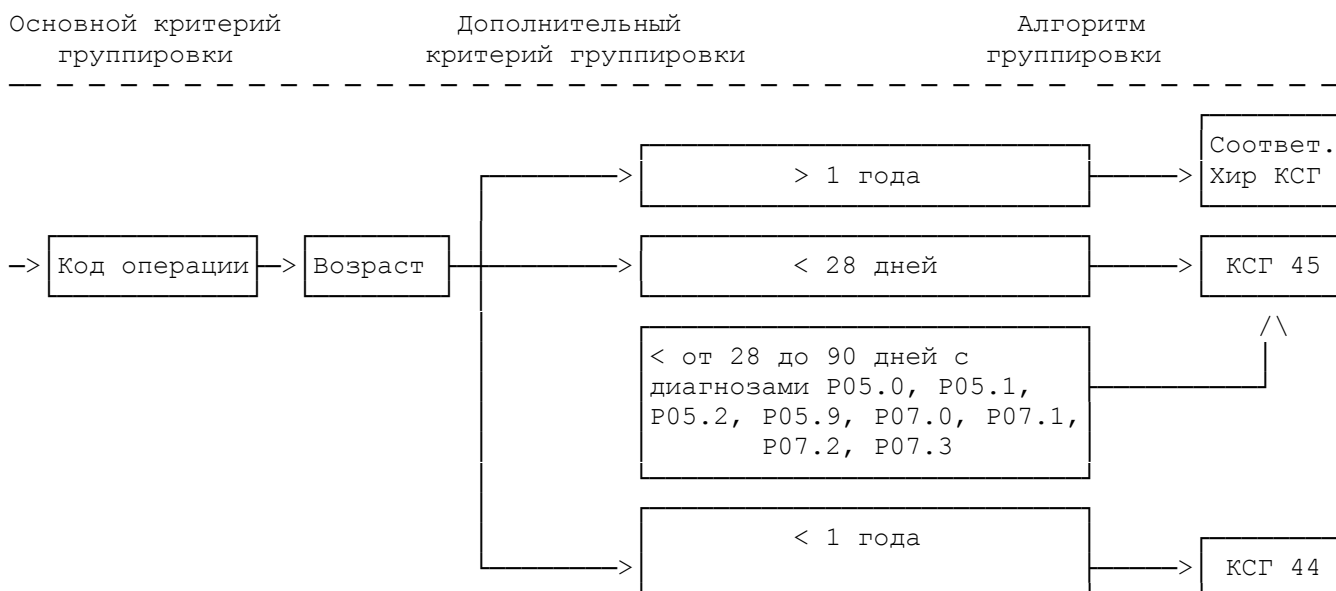 Основной критерий Дополнительный Алгоритм
группировки критерий группировки группировки
> 1 года
Соответ.
Хир КСГ
Код операции Возраст < 28 дней КСГ 45
< от 28 до 90 дней с
диагнозами P05.0, P05.1,
P05.2, P05.9, P07.0, P07.1,
P07.2, P07.3
< 1 года
КСГ 44